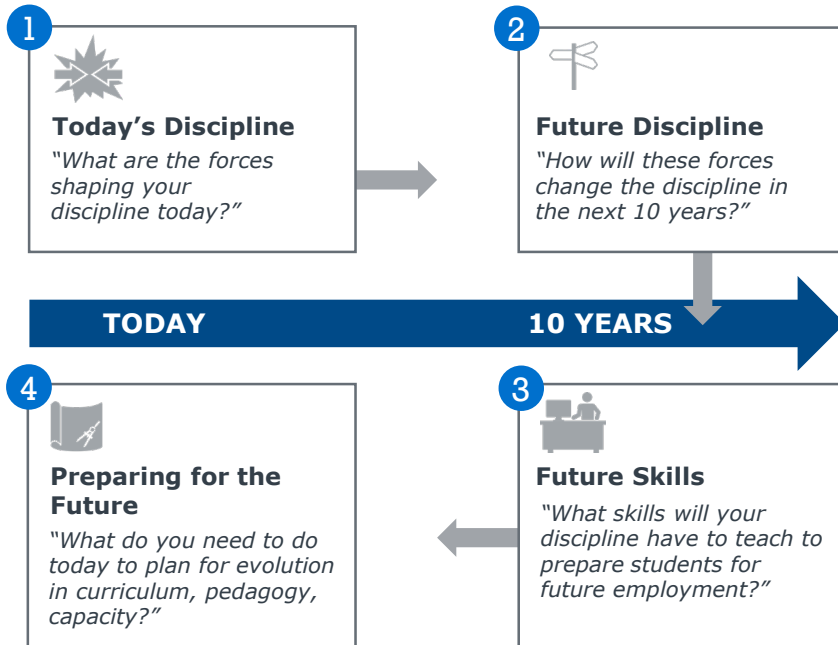 1
Today’s Discipline
“What are the forces
shaping your
discipline today?”
2
Future Discipline
“How will these forces
change the discipline in
the next 10 years?”
TODAY
10 YEARS
4
Preparing for the
Future
“What do you need to do
today to plan for evolution
in curriculum, pedagogy,
capacity?”
3
Future Skills
“What skills will your
discipline have to teach to
prepare students for
future employment?”